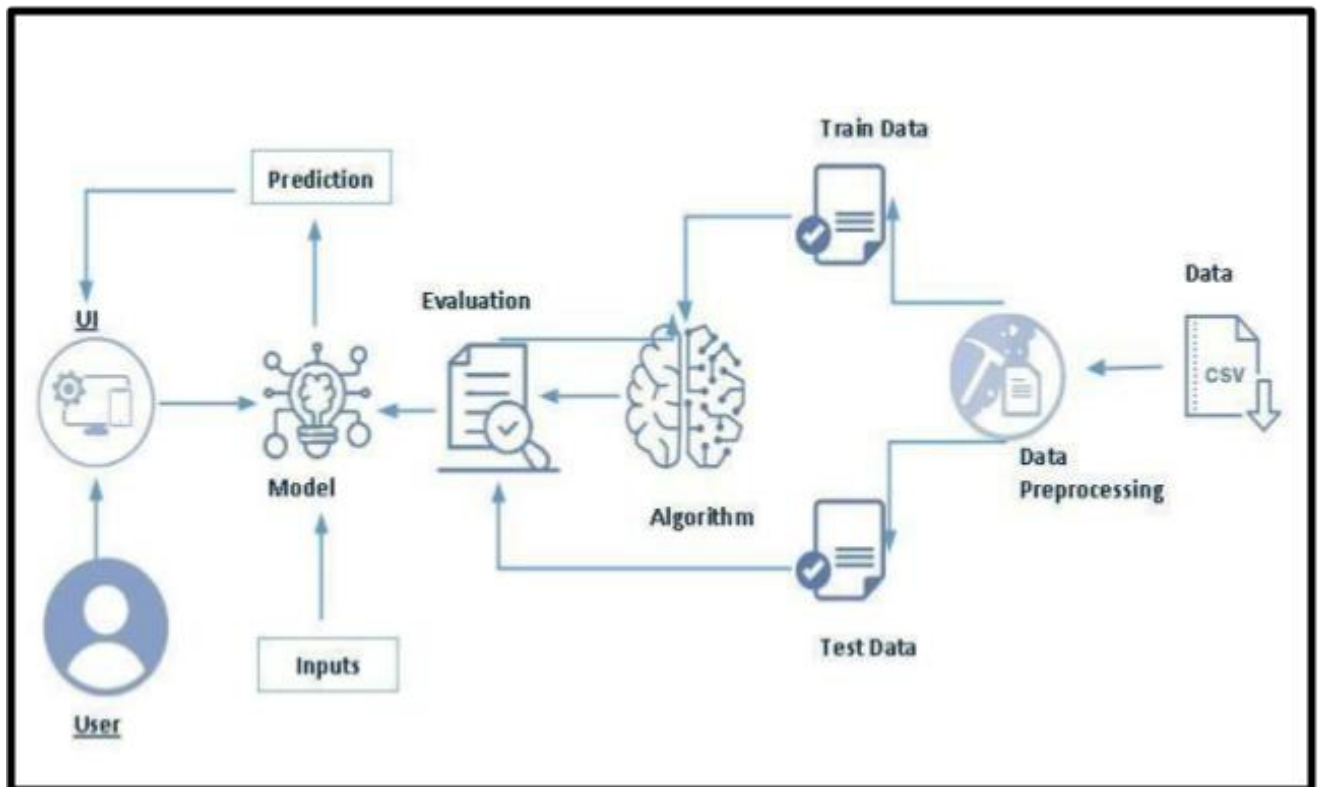 Train Data
Prediction
Data
Evaluation
UI
CSV
Data
Preprocessing
Model
Algorithm
Test Data
Inputs
User